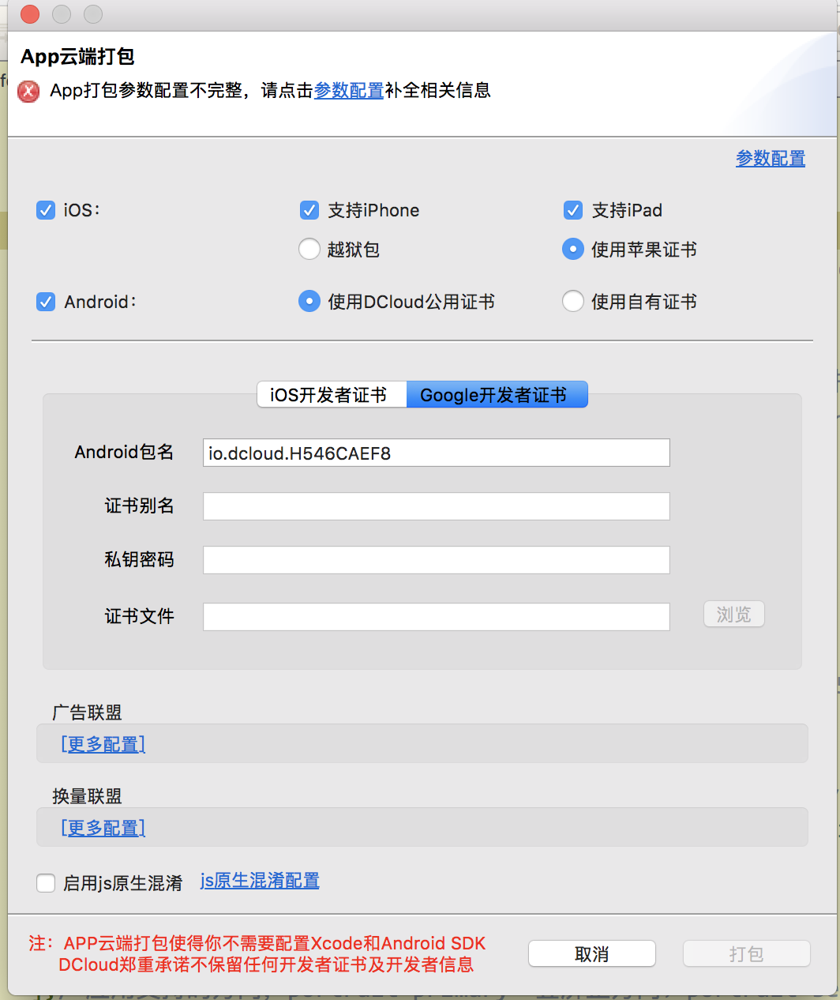 App云端打包
App打包参数配置不完整，请点击参数配置补全相关信息
参数配置
iOS：
支持iPhone
支持iPad
越狱包
使用苹果证书
Android：
使用DCloud公用证书
使用自有证书
iOS开发者证书
Google开发者证书
Android包名
io.dcloud.H546CAEF8
证书别名
私钥密码
证书文件
浏览
广告联盟
[更多配置]
换量联盟
[更多配置]
启用js原生混淆
js原生混淆配置
注：APP云端打包使得你不需要配置Xcode和Android SDK
DCloud郑重承诺不保留任何开发者证书及开发者信息
取消
打包